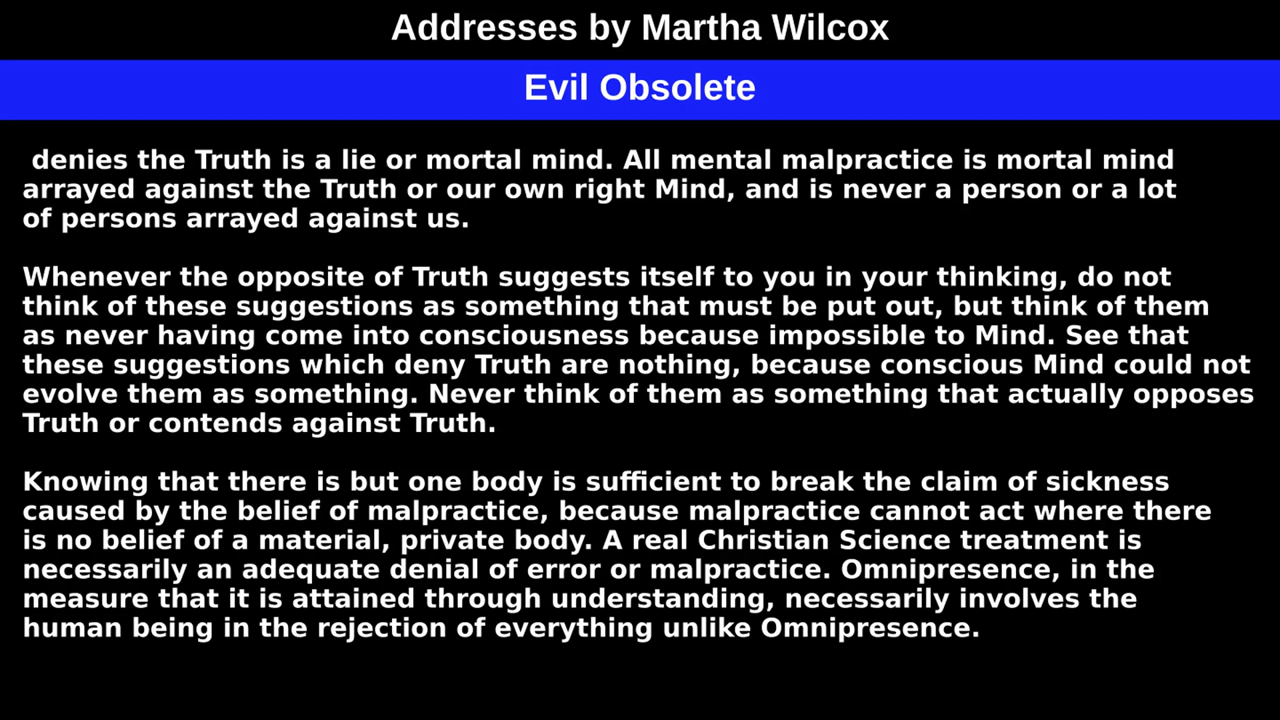 Addresses by Martha Wilcox
Evil Obsolete
denies the Truth is a lie or mortal mind. All mental malpractice is mortal mind
arrayed against the Truth or our own right Mind, and is never a person or a lot
of persons arrayed against us.
Whenever the opposite of Truth suggests itself to you in your thinking, do not
think of these suggestions as something that must be put out, but think of them
as never having come into consciousness because impossible to Mind. See that
these suggestions which deny Truth are nothing, because conscious Mind could not
evolve them as something. Never think of them as something that actually opposes
Truth or contends against Truth.
Knowing that there is but one body is sufficient to break the claim of sickness
caused by the belief of malpractice, because malpractice cannot act where there
is no belief of a material, private body. A real Christian Science treatment is
necessarily an adequate denial of error or malpractice. Omnipresence, in the
measure that it is attained through understanding, necessarily involves the
human being in the rejection of everything unlike Omnipresence.